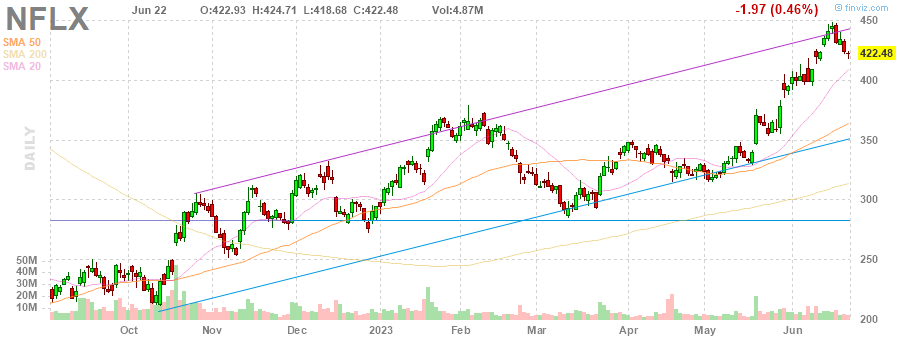 NFLX
Jun 22 O:422.93 H:424.71 L:418.68 C:422.48 Vol:4.87M
-1.97 (0.46%)
finviz.com
SMA 50
SMA 200
SMA 20
DAILY
450
422.48
400
350
300
250
200
50M
40M
30M
20M
10M
Oct Nov Dec 2023 Feb Mar Apr May Jun